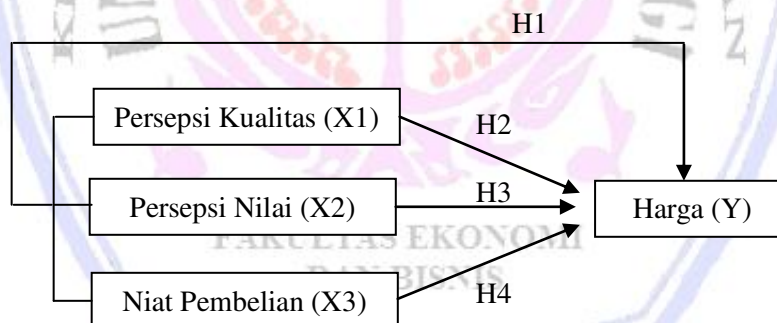 H1
Persepsi Kualitas (X1)
H2
Persepsi Nilai (X2)
H3
Harga (Y)
FAKULTAS EKONOMI
DAN BISNIS
Niat Pembelian (X3)
H4